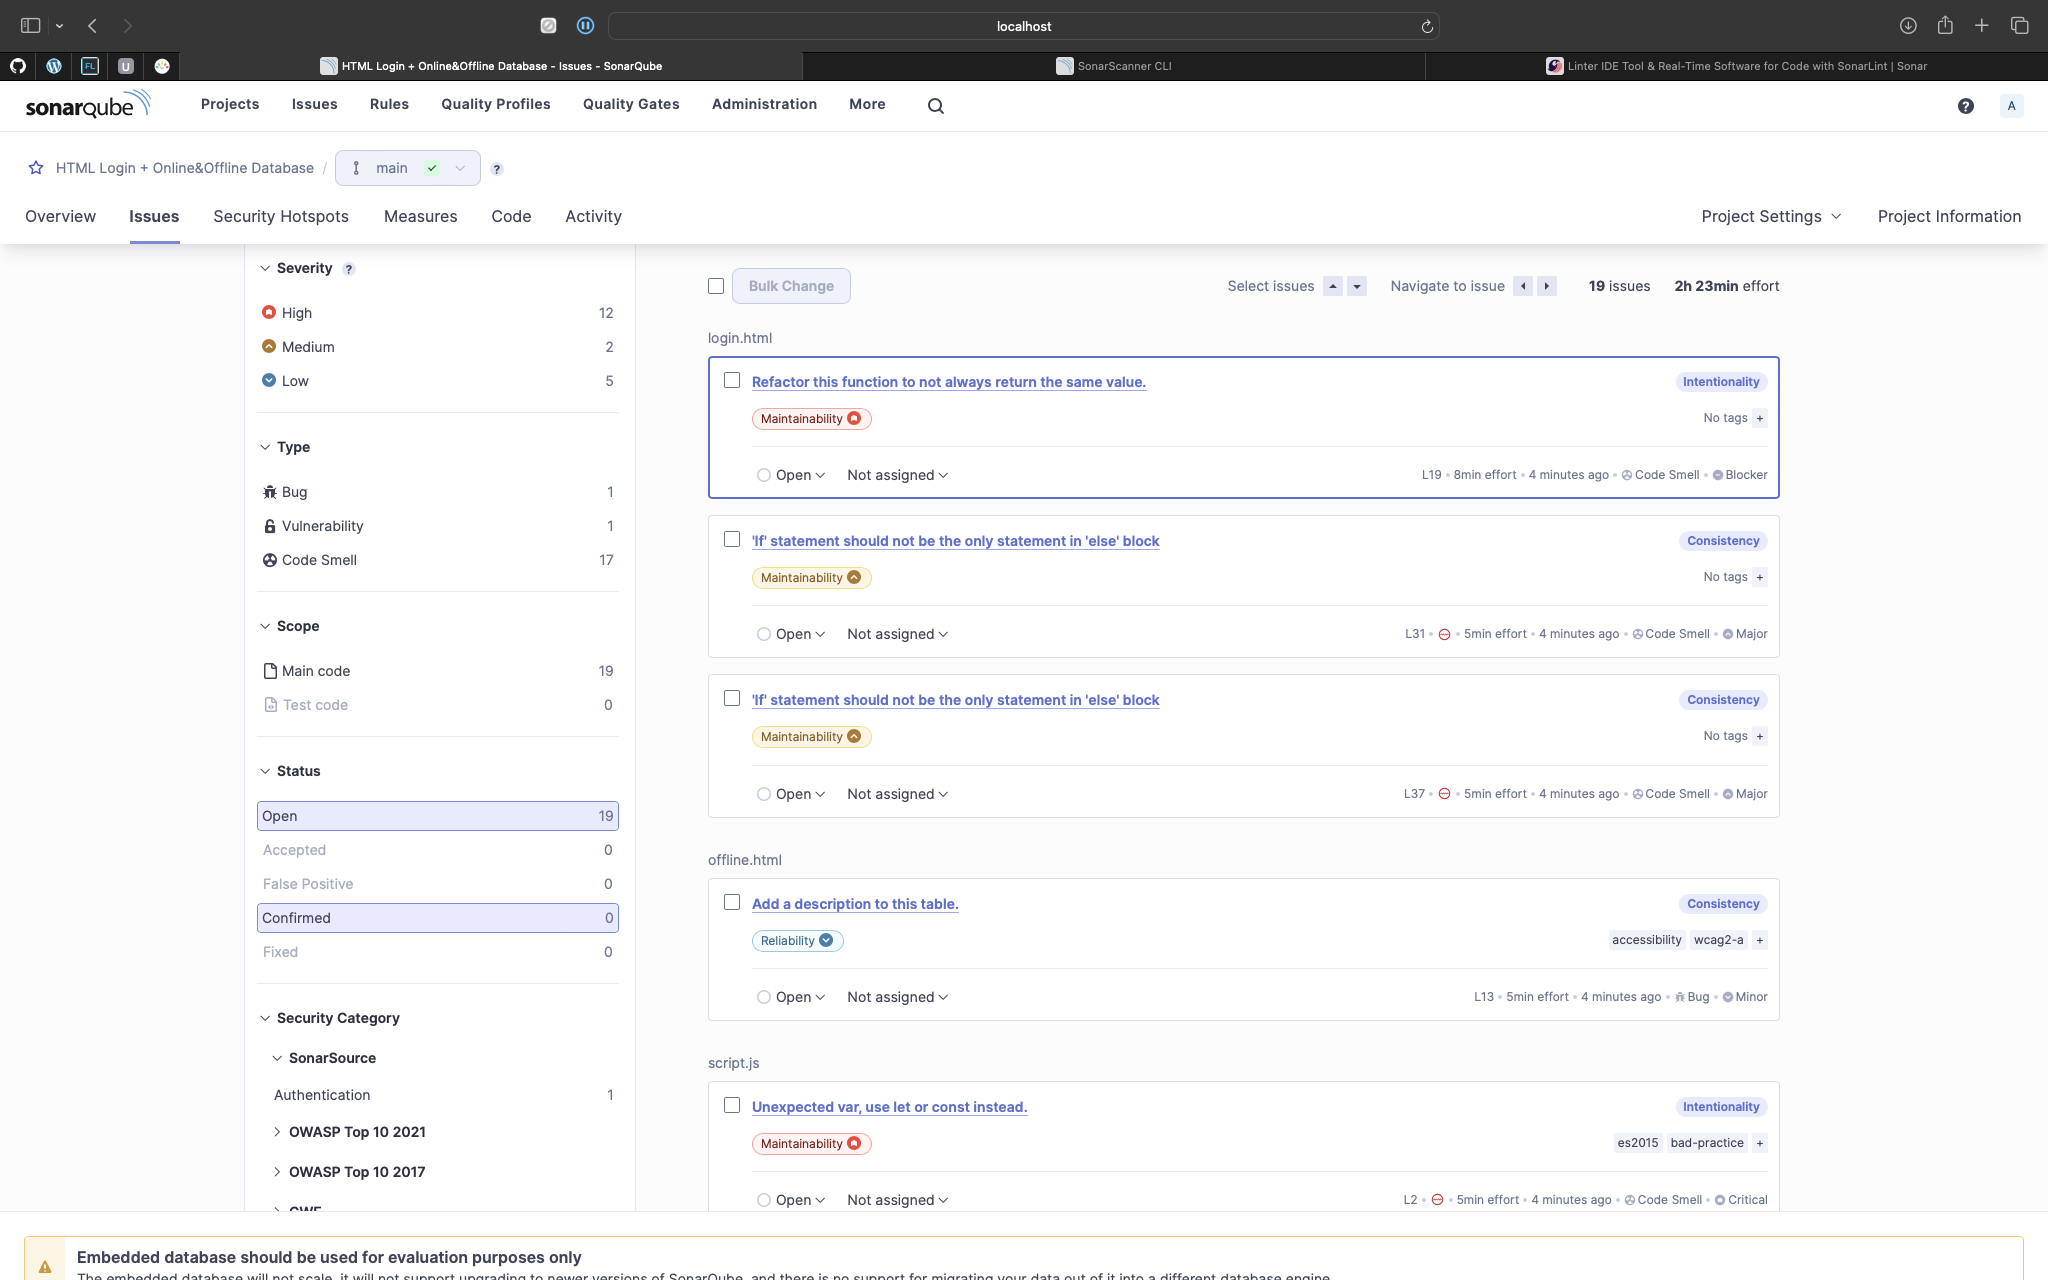 localhost
HTML Login + Online&Offline Database - Issues - SonarQube
SonarScanner CLI
Linter IDE Tool & Real-Time Software for Code with SonarLint | Sonar
sonarqube
Projects
Issues
Rules
Quality Profiles
Quality Gates
Administration
More
?
A
HTML Login + Online&Offline Database /
main
?
Overview
Issues
Security Hotspots
Measures
Code
Activity
Project Settings
Project Information
Severity ?
High 12
Medium 2
Low 5
Type
Bug 1
Vulnerability 1
Code Smell 17
Scope
Main code 19
Test code 0
Status
Open 19
Accepted 0
False Positive 0
Confirmed 0
Fixed 0
Security Category
SonarSource
Authentication 1
OWASP Top 10 2021
OWASP Top 10 2017
CWE
Bulk Change
Select issues
Navigate to issue
19 issues
2h 23min effort
login.html
Refactor this function to not always return the same value.
Intentionality
Maintainability
No tags +
Open
Not assigned
L19 • 8min effort • 4 minutes ago • Code Smell • Blocker
'If' statement should not be the only statement in 'else' block
Consistency
Maintainability
No tags +
Open
Not assigned
L31 • • 5min effort • 4 minutes ago • Code Smell • Major
'If' statement should not be the only statement in 'else' block
Consistency
Maintainability
No tags +
Open
Not assigned
L37 • • 5min effort • 4 minutes ago • Code Smell • Major
offline.html
Add a description to this table.
Consistency
Reliability
accessibility wcag2-a +
Open
Not assigned
L13 • 5min effort • 4 minutes ago • Bug • Minor
script.js
Unexpected var, use let or const instead.
Intentionality
Maintainability
es2015 bad-practice +
Open
Not assigned
L2 • • 5min effort • 4 minutes ago • Code Smell • Critical
Embedded database should be used for evaluation purposes only
The embedded database will not scale, it will not support upgrading to newer versions of SonarQube, and there is no support for migrating your data out of it into a different database engine.